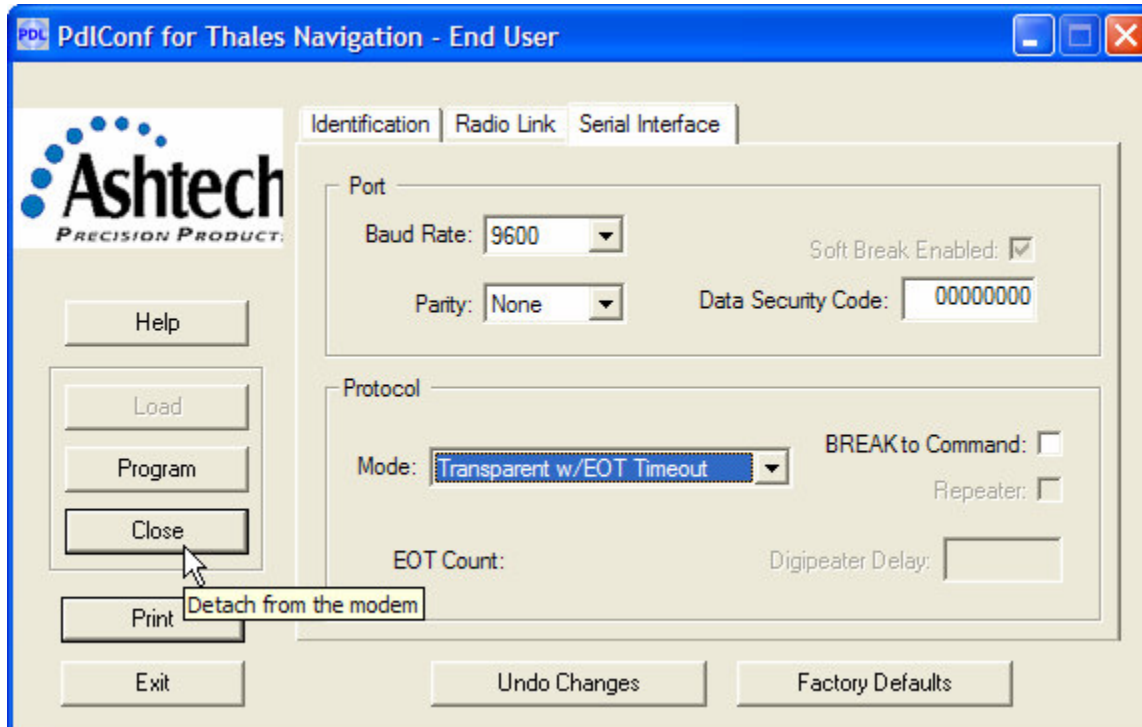 PDL PdlConf for Thales Navigation - End User
Ashtech
PRECISION PRODUCT
Identification Radio Link Serial Interface
Port
Baud Rate: 9600
Soft Break Enabled:
Parity: None
Data Security Code: 00000000
Help
Load
Program
Close
Detach from the modem
Print
Exit
Protocol
Mode: Transparent w/EOT Timeout
BREAK to Command:
Repeater:
EOT Count:
Digipeater Delay:
Undo Changes
Factory Defaults